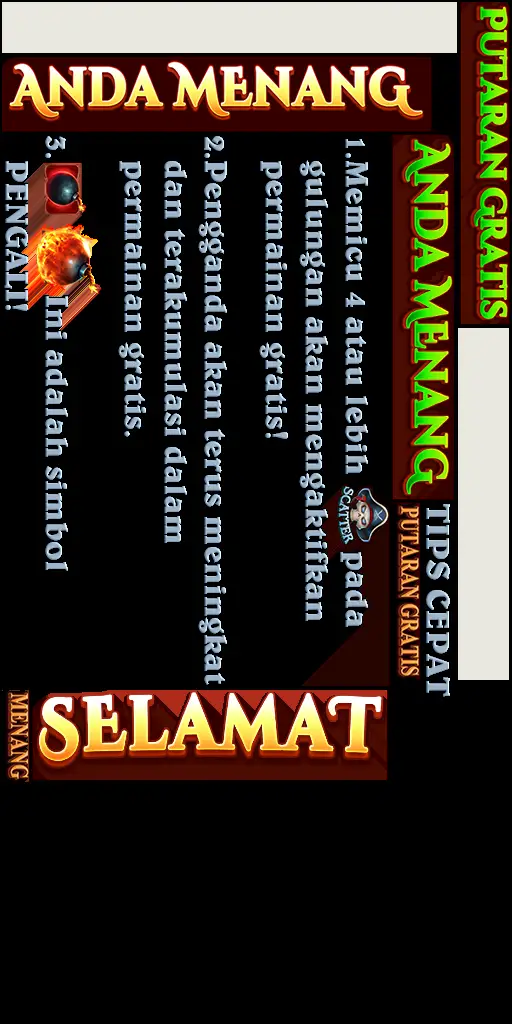 ANDA MENANG
PUTARAN GRATIS
ANDA MENANG
TIPS CEPAT
PUTARAN GRATIS
1.Memicu 4 atau lebih SCATTER pada
gulungan akan mengaktifkan
permainan gratis!
2.Pengganda akan terus meningkat
dan terakumulasi dalam
permainan gratis.
3. Ini adalah simbol
PENGALI!
SELAMAT
MENANG